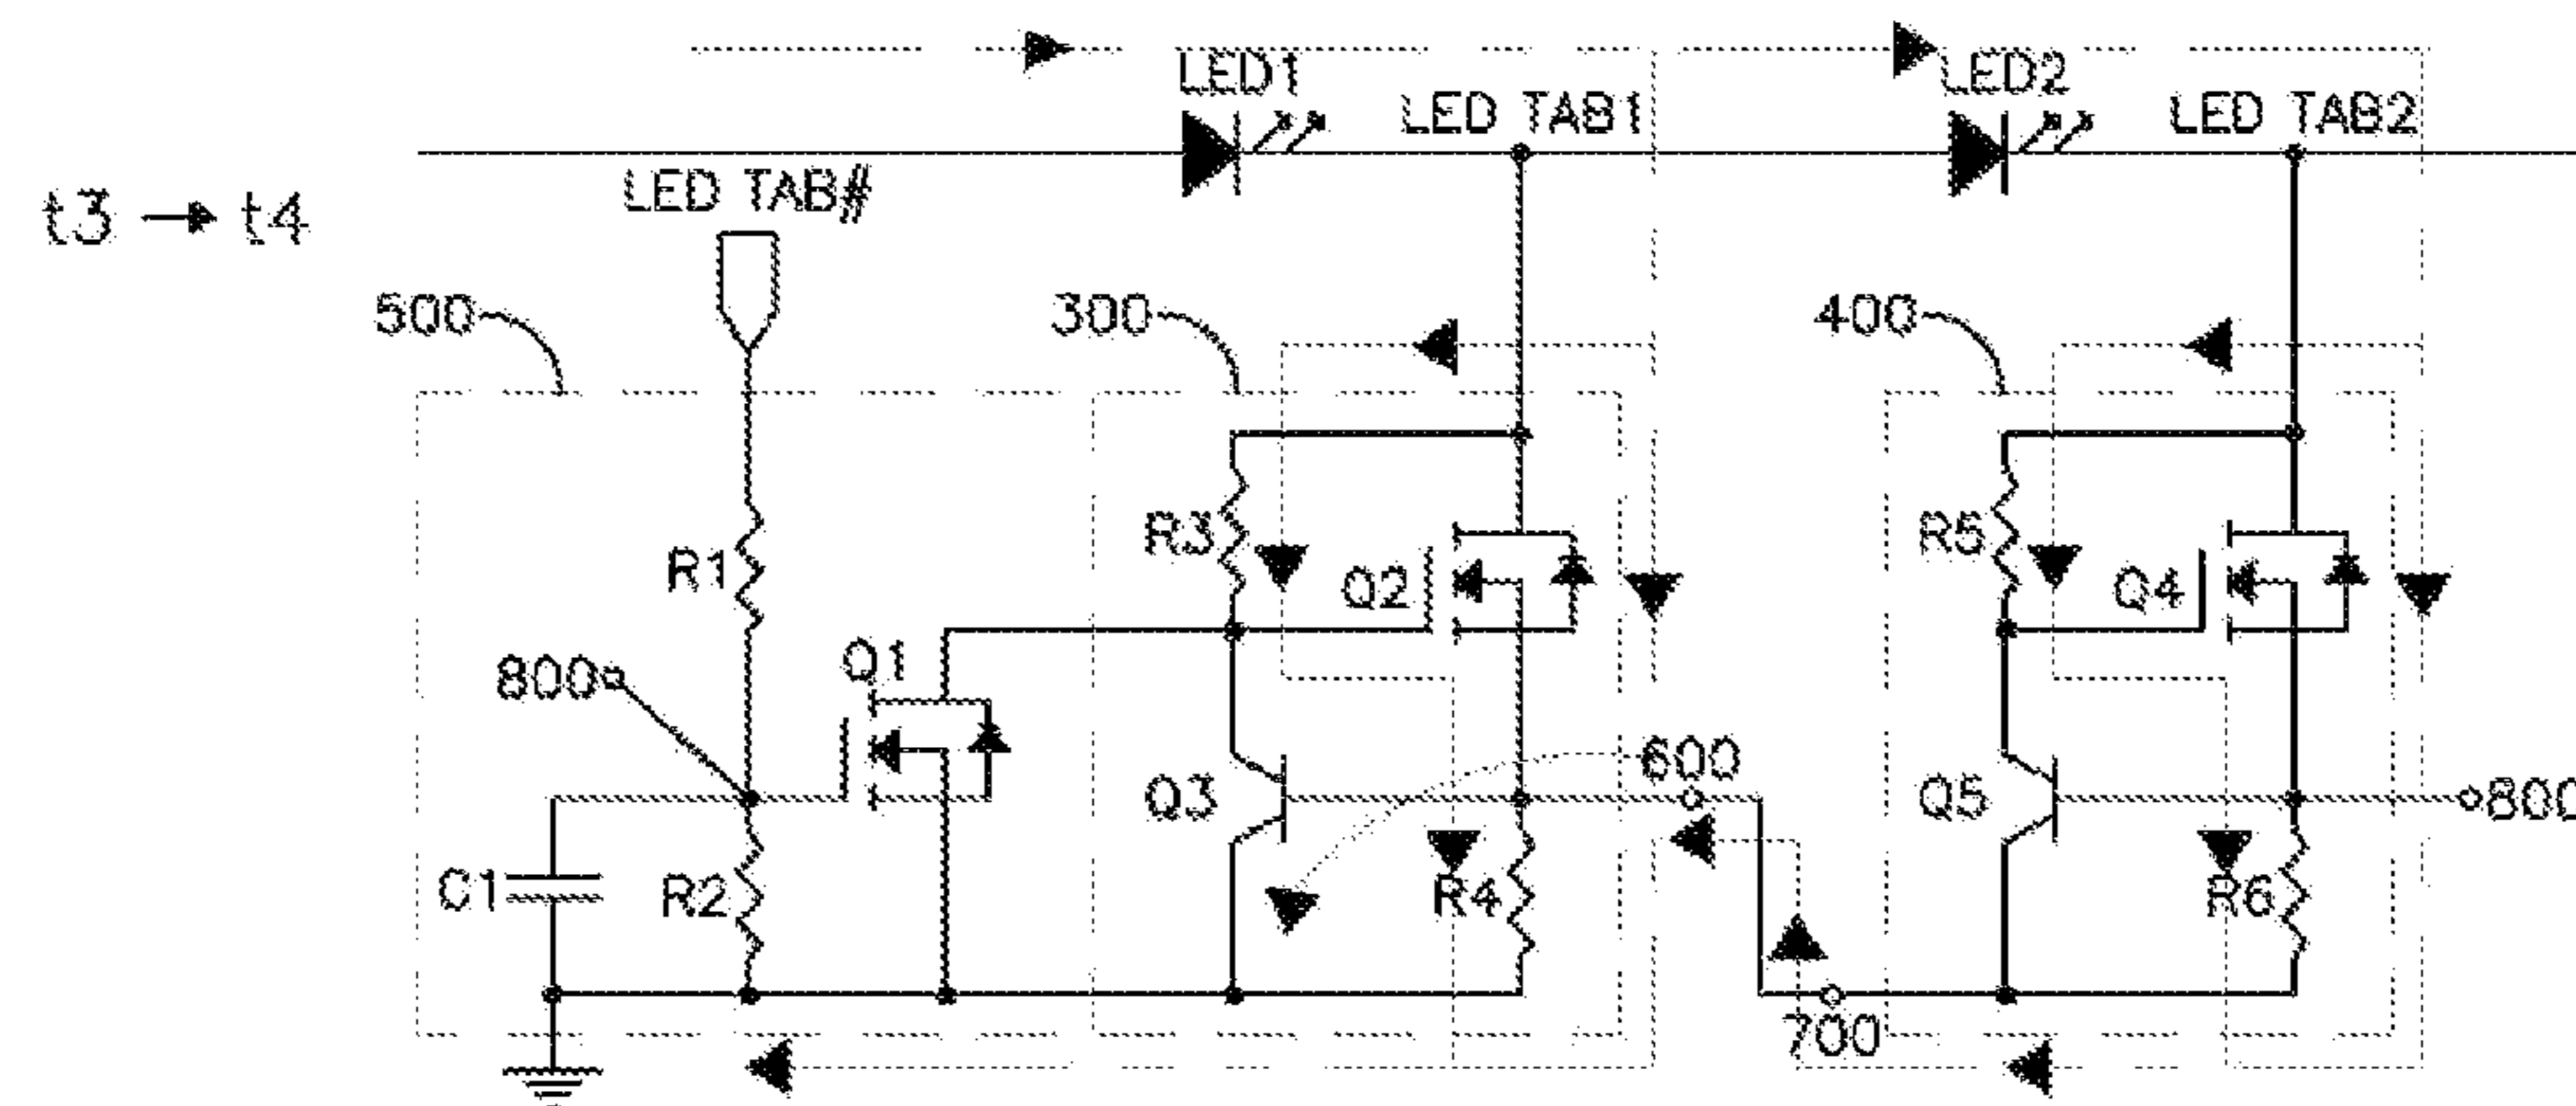 LED1
LED2
LED TAB1
LED TAB2
LED TAB#
t3 → t4
500
300
400
R3
Q2
R5
Q4
R1
800
Q1
600
Q3
Q5
800
C1
R2
R4
R6
700